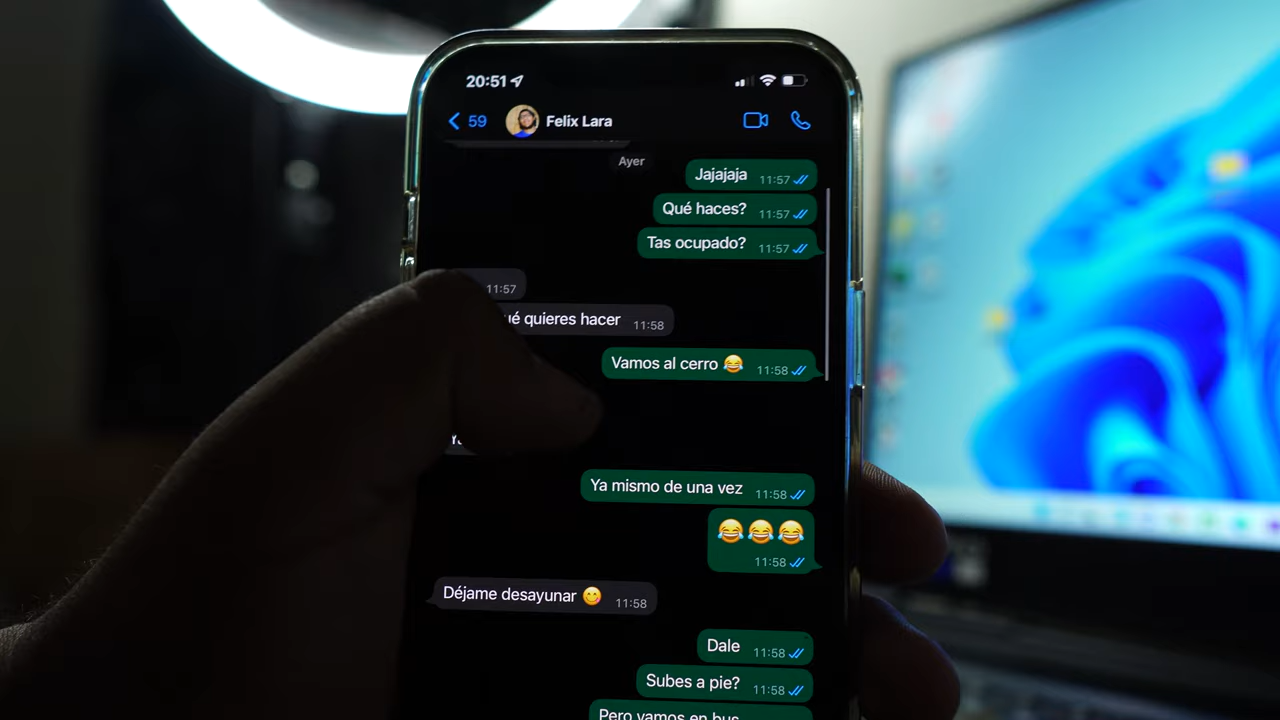 20:51
59
Felix Lara
Ayer
Jajajaja 11:57
Qué haces? 11:57
Tas ocupado? 11:57
11:57
ué quieres hacer 11:58
Vamos al cerro 😂 11:58
Ya mismo de una vez 11:58
😂😂😂
11:58
Déjame desayunar 😋 11:58
Dale 11:58
Subes a pie? 11:58
Pero vamos en bus